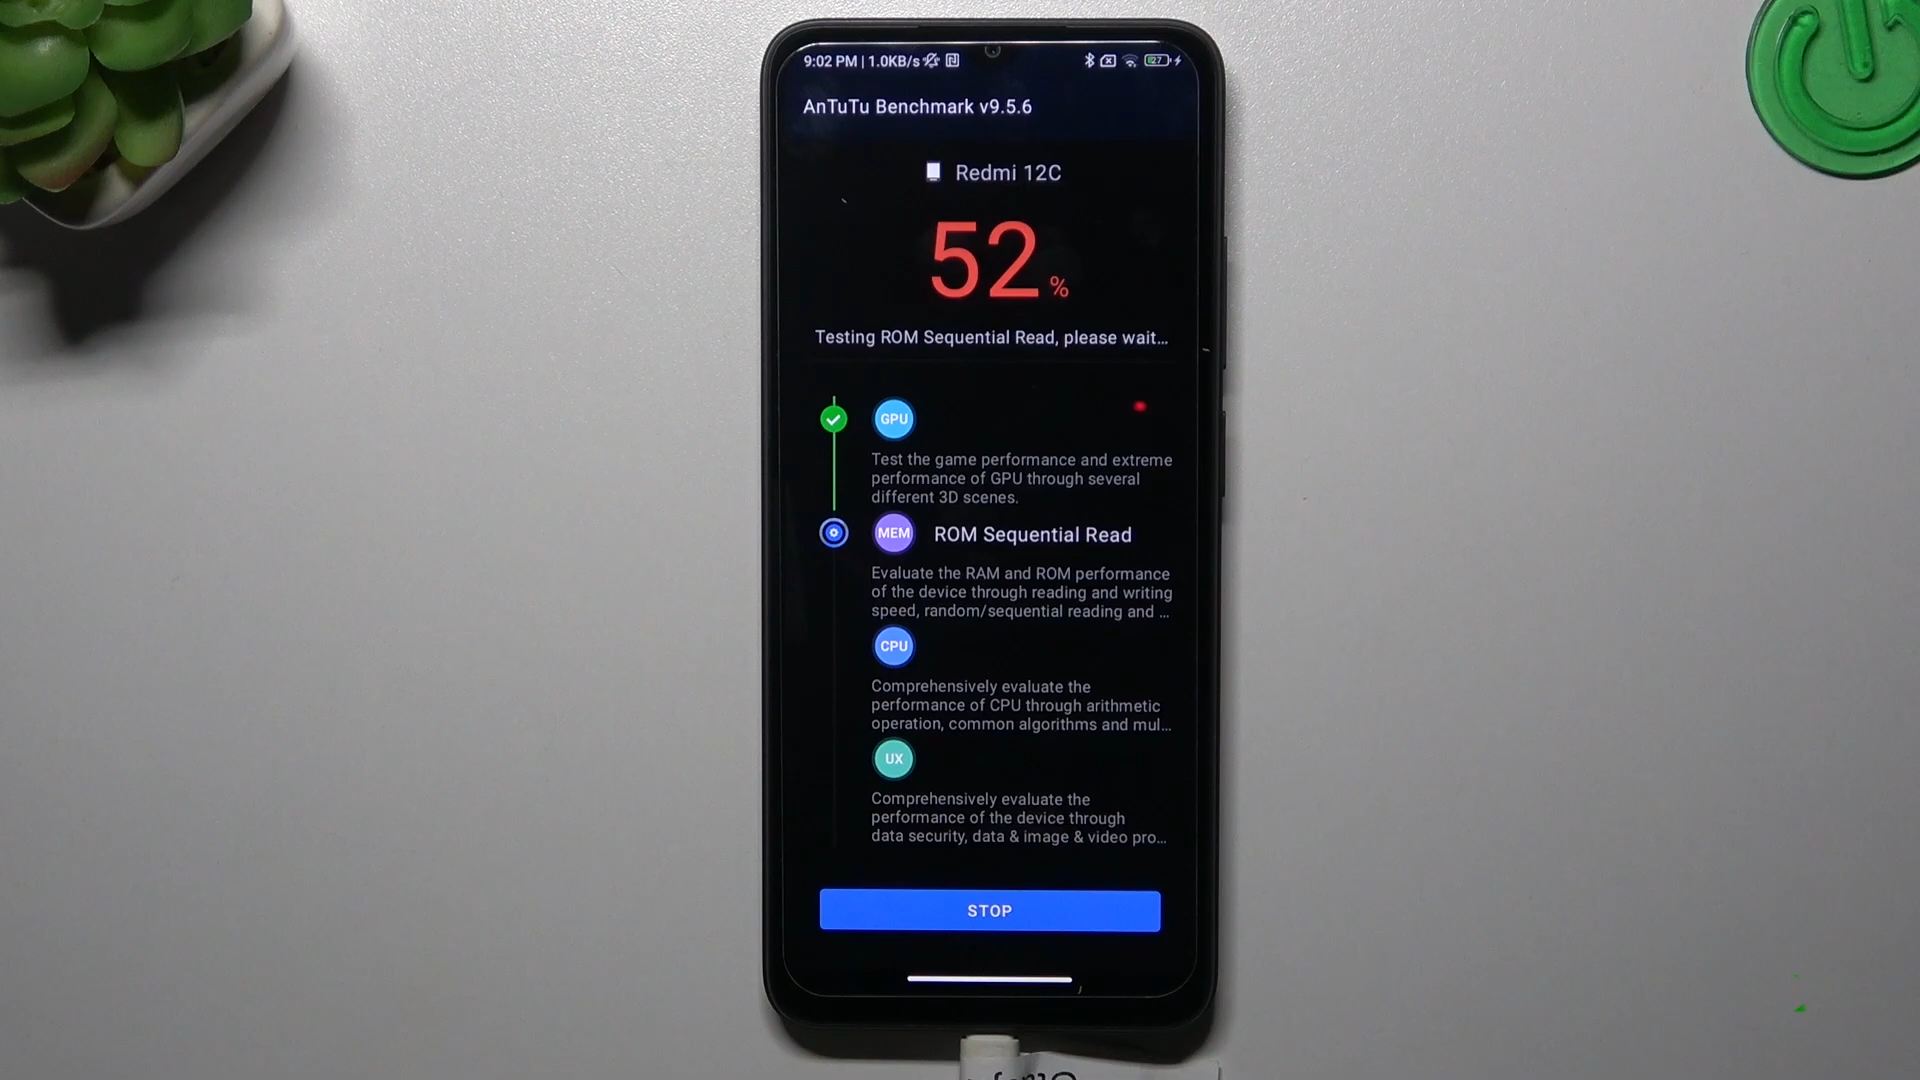 9:02 PM | 1.0KB/s
27
AnTuTu Benchmark v9.5.6
Redmi 12C
52 %
Testing ROM Sequential Read, please wait...
GPU
Test the game performance and extreme
performance of GPU through several
different 3D scenes.
MEM ROM Sequential Read
Evaluate the RAM and ROM performance
of the device through reading and writing
speed, random/sequential reading and ...
CPU
Comprehensively evaluate the
performance of CPU through arithmetic
operation, common algorithms and mul...
UX
Comprehensively evaluate the
performance of the device through
data security, data & image & video pro...
STOP